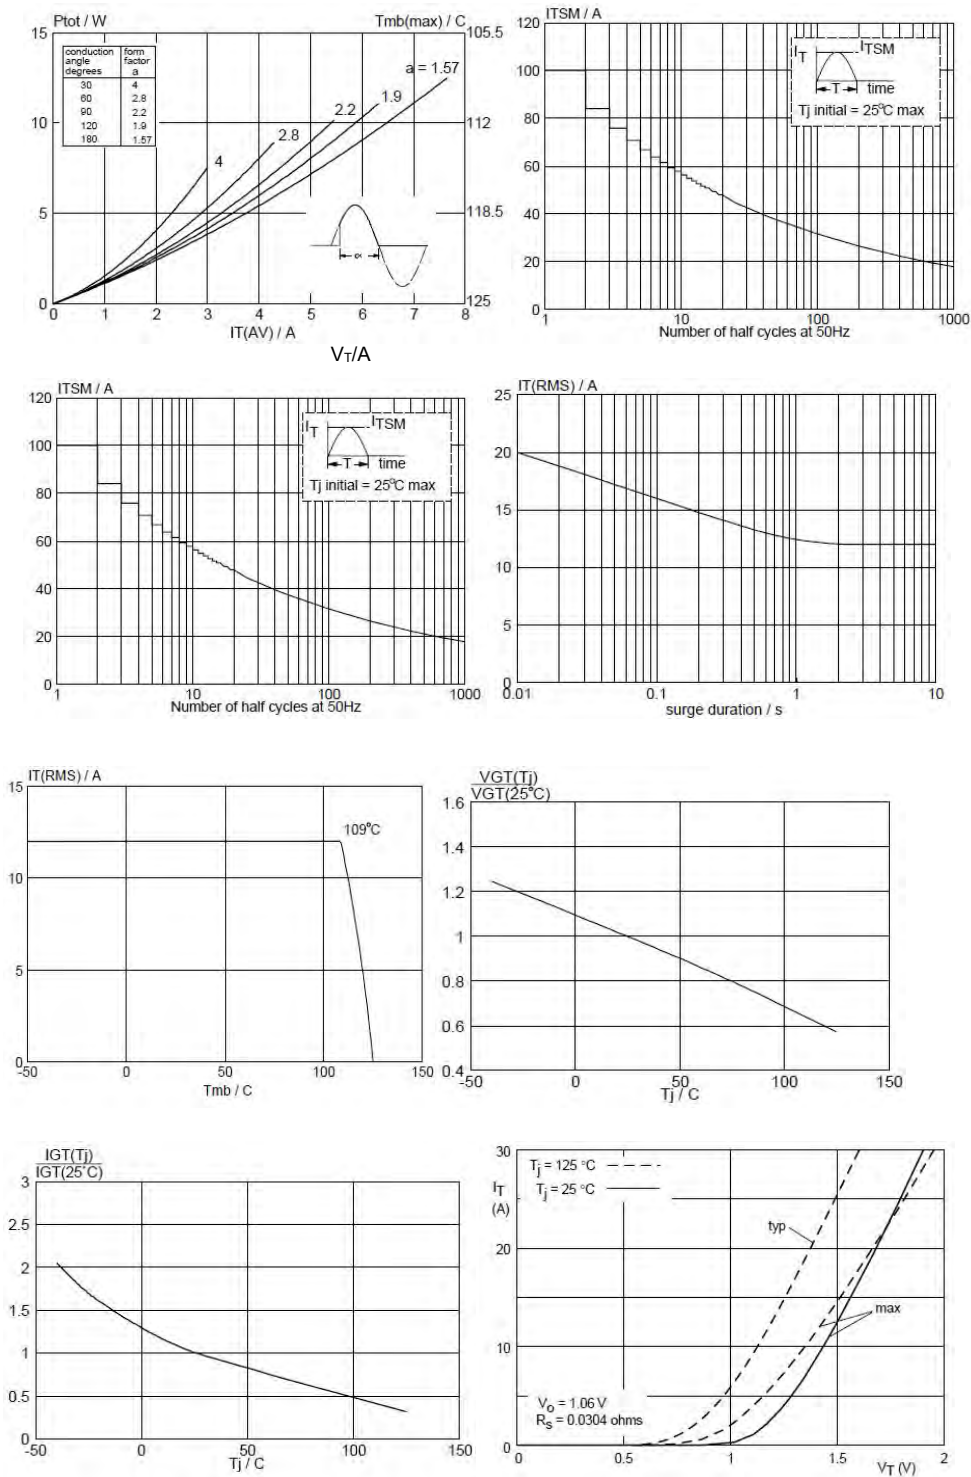 Ptot / W
Tmb(max) / C
15
10
5
0
105.5
112
118.5
125
conduction angle degrees
form factor a
30 4
60 2.8
90 2.2
120 1.9
180 1.57
4
2.8
2.2
1.9
a = 1.57
α
0 1 2 3 4 5 6 7 8
IT(AV) / A
VT/A
ITSM / A
120
100
80
60
40
20
0
IT
ITSM
T
time
Tj initial = 25°C max
1 10 100 1000
Number of half cycles at 50Hz
ITSM / A
120
100
80
60
40
20
0
IT
ITSM
T
time
Tj initial = 25°C max
1 10 100 1000
Number of half cycles at 50Hz
IT(RMS) / A
25
20
15
10
5
0
0.01 0.1 1 10
surge duration / s
IT(RMS) / A
15
10
5
0
109°C
-50 0 50 100 150
Tmb / C
VGT(Tj)
VGT(25°C)
1.6
1.4
1.2
1
0.8
0.6
0.4
-50 0 50 100 150
Tj / C
IGT(Tj)
IGT(25°C)
3
2.5
2
1.5
1
0.5
0
-50 0 50 100 150
Tj / C
30
IT
(A)
20
10
0
Tj = 125 °C
Tj = 25 °C
typ
max
Vo = 1.06 V
Rs = 0.0304 ohms
0 0.5 1.0 1.5 2
VT (V)